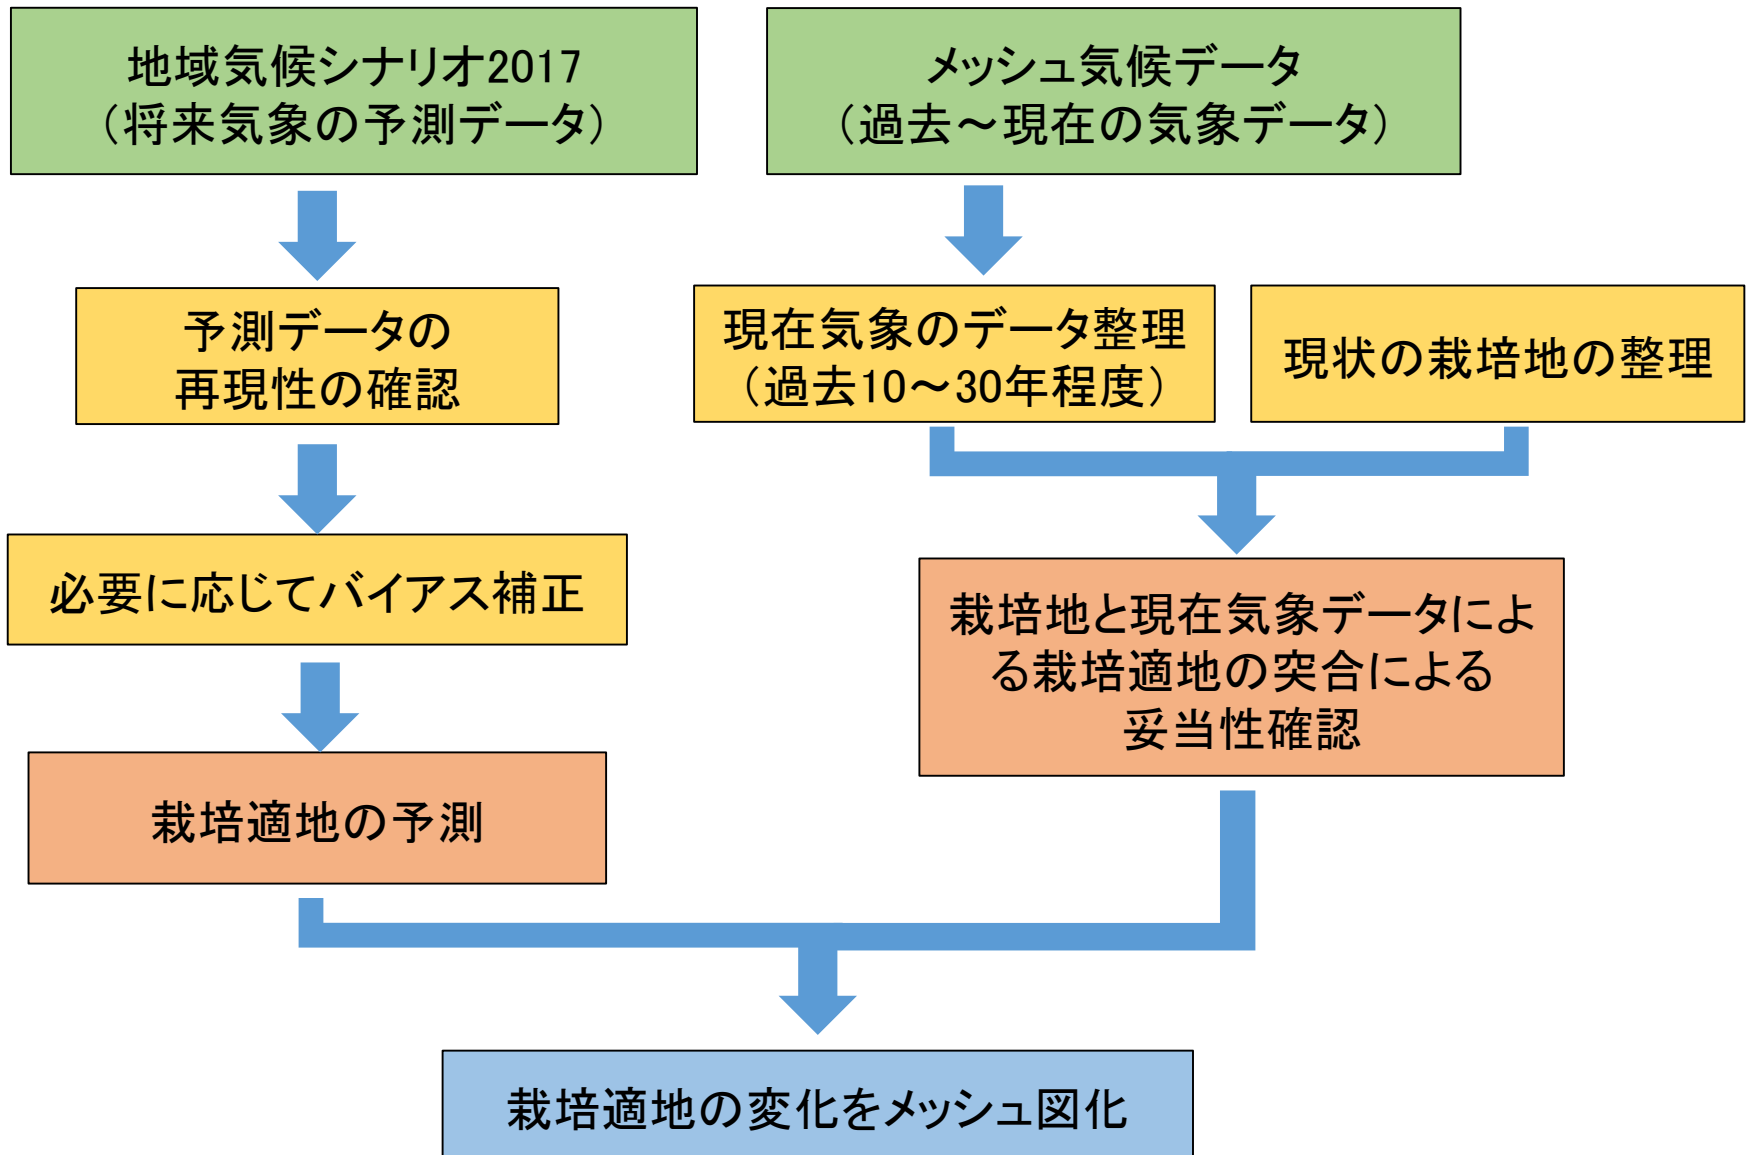 地域気候シナリオ2017
（将来気象の予測データ）
メッシュ気候データ
（過去～現在の気象データ）
予測データの
再現性の確認
現在気象のデータ整理
（過去10～30年程度）
現状の栽培地の整理
必要に応じてバイアス補正
栽培地と現在気象データによ
る栽培適地の突合による
妥当性確認
栽培適地の予測
栽培適地の変化をメッシュ図化